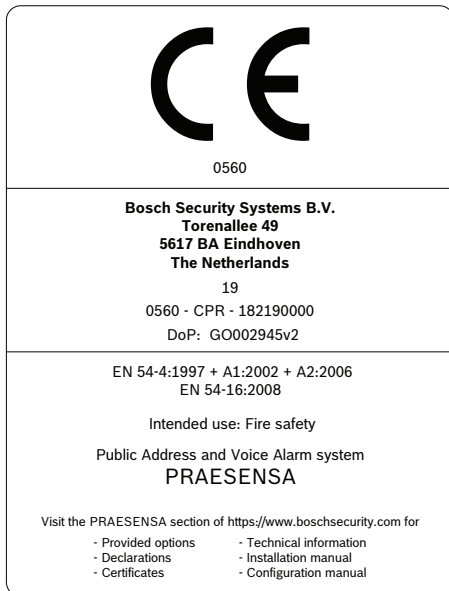 CE
0560
Bosch Security Systems B.V.
Torenallee 49
5617 BA Eindhoven
The Netherlands
19
0560 - CPR - 182190000
DoP: GO002945v2
EN 54-4:1997 + A1:2002 + A2:2006
EN 54-16:2008
Intended use: Fire safety
Public Address and Voice Alarm system
PRAESENSA
Visit the PRAESENSA section of https://www.boschsecurity.com for
- Provided options - Technical information
- Declarations - Installation manual
- Certificates - Configuration manual